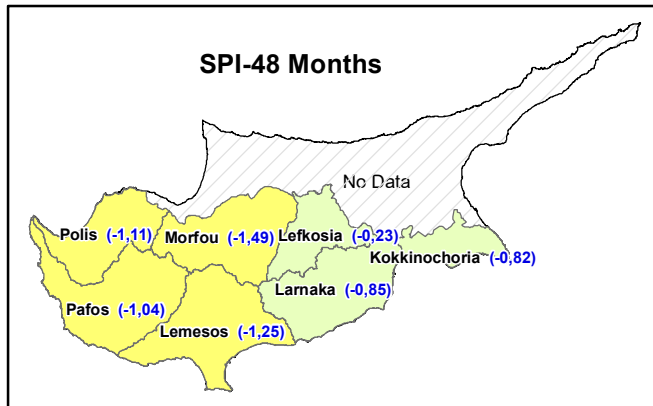 SPI-48 Months
No Data
Polis (-1,11)
Morfou (-1,49)
Lefkosia (-0,23)
Kokkinochoria (-0,82)
Pafos (-1,04)
Larnaka (-0,85)
Lemesos (-1,25)